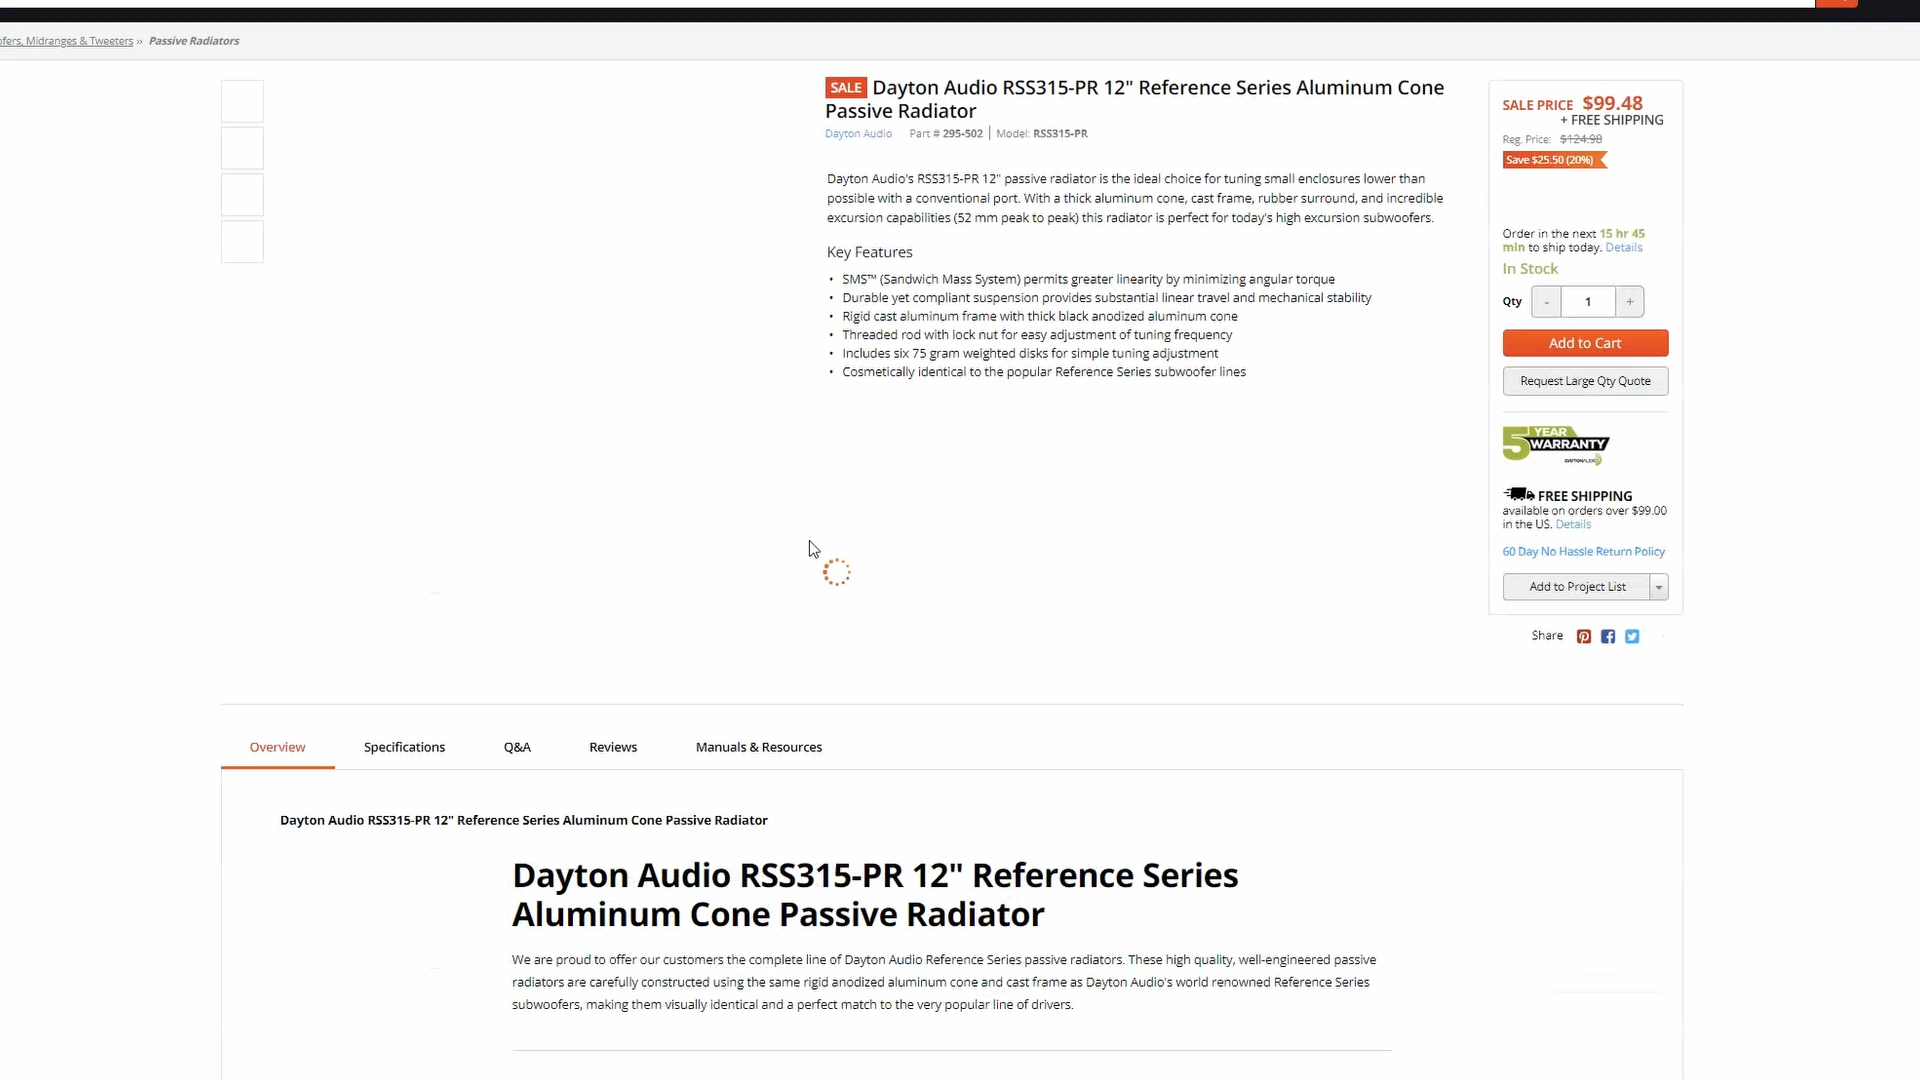 ofers, Midranges & Tweeters » Passive Radiators
SALE Dayton Audio RSS315-PR 12" Reference Series Aluminum Cone
Passive Radiator
Dayton Audio Part # 295-502 | Model: RSS315-PR
Dayton Audio's RSS315-PR 12" passive radiator is the ideal choice for tuning small enclosures lower than
possible with a conventional port. With a thick aluminum cone, cast frame, rubber surround, and incredible
excursion capabilities (52 mm peak to peak) this radiator is perfect for today's high excursion subwoofers.
Key Features
• SMS™ (Sandwich Mass System) permits greater linearity by minimizing angular torque
• Durable yet compliant suspension provides substantial linear travel and mechanical stability
• Rigid cast aluminum frame with thick black anodized aluminum cone
• Threaded rod with lock nut for easy adjustment of tuning frequency
• Includes six 75 gram weighted disks for simple tuning adjustment
• Cosmetically identical to the popular Reference Series subwoofer lines
SALE PRICE $99.48
+ FREE SHIPPING
Reg. Price: $124.98
Save $25.50 (20%)
Order in the next 15 hr 45
min to ship today. Details
In Stock
Qty - 1 +
Add to Cart
Request Large Qty Quote
5 YEAR
WARRANTY
DAYTON AUDIO
FREE SHIPPING
available on orders over $99.00
in the US. Details
60 Day No Hassle Return Policy
Add to Project List
Share
Overview Specifications Q&A Reviews Manuals & Resources
Dayton Audio RSS315-PR 12" Reference Series Aluminum Cone Passive Radiator
Dayton Audio RSS315-PR 12" Reference Series
Aluminum Cone Passive Radiator
We are proud to offer our customers the complete line of Dayton Audio Reference Series passive radiators. These high quality, well-engineered passive
radiators are carefully constructed using the same rigid anodized aluminum cone and cast frame as Dayton Audio's world renowned Reference Series
subwoofers, making them visually identical and a perfect match to the very popular line of drivers.